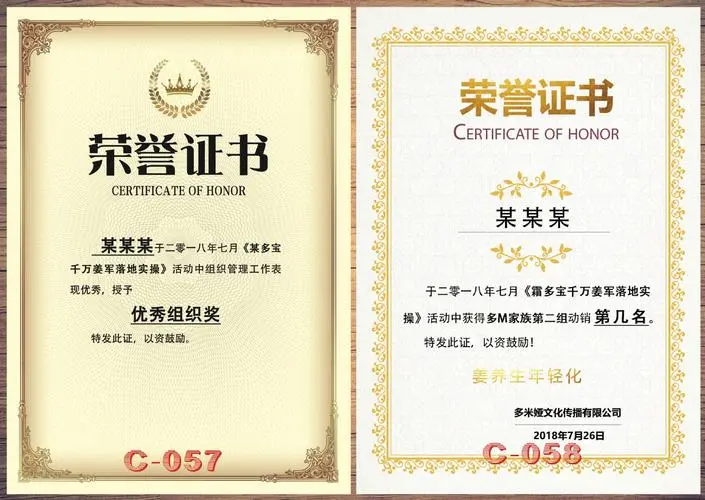 荣誉证书
CERTIFICATE OF HONOR
某某某于二零一八年七月《某多宝
千万姜军落地实操》活动中组织管理工作表
现优秀，授予
优秀组织奖
特发此证，以资鼓励。
C-057
荣誉证书
CERTIFICATE OF HONOR
某某某
于二零一八年七月《霜多宝千万姜军落地实
操》活动中获得多M家族第二组动销 第几名。
特发此证，以资鼓励！
姜养生年轻化
多米娅文化传播有限公司
2018年7月26日
C-058